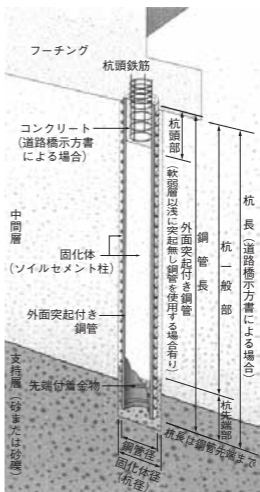 フーチング
杭頭鉄筋
コンクリート
(道路橋示方書
による場合)
杭頭部
中間層
固化体
(ソイルセメント柱)
外面突起付き
鋼管
先端付着金物
支持層(砂または砂礫)
外面突起付き鋼管
(軟弱層以浅に突起無し鋼管を使用する場合有り)
鋼管長
杭一般部
杭長(道路橋示方書による場合)
杭先端部
杭長は鋼管先端まで
鋼管径
固化体径
(杭径)